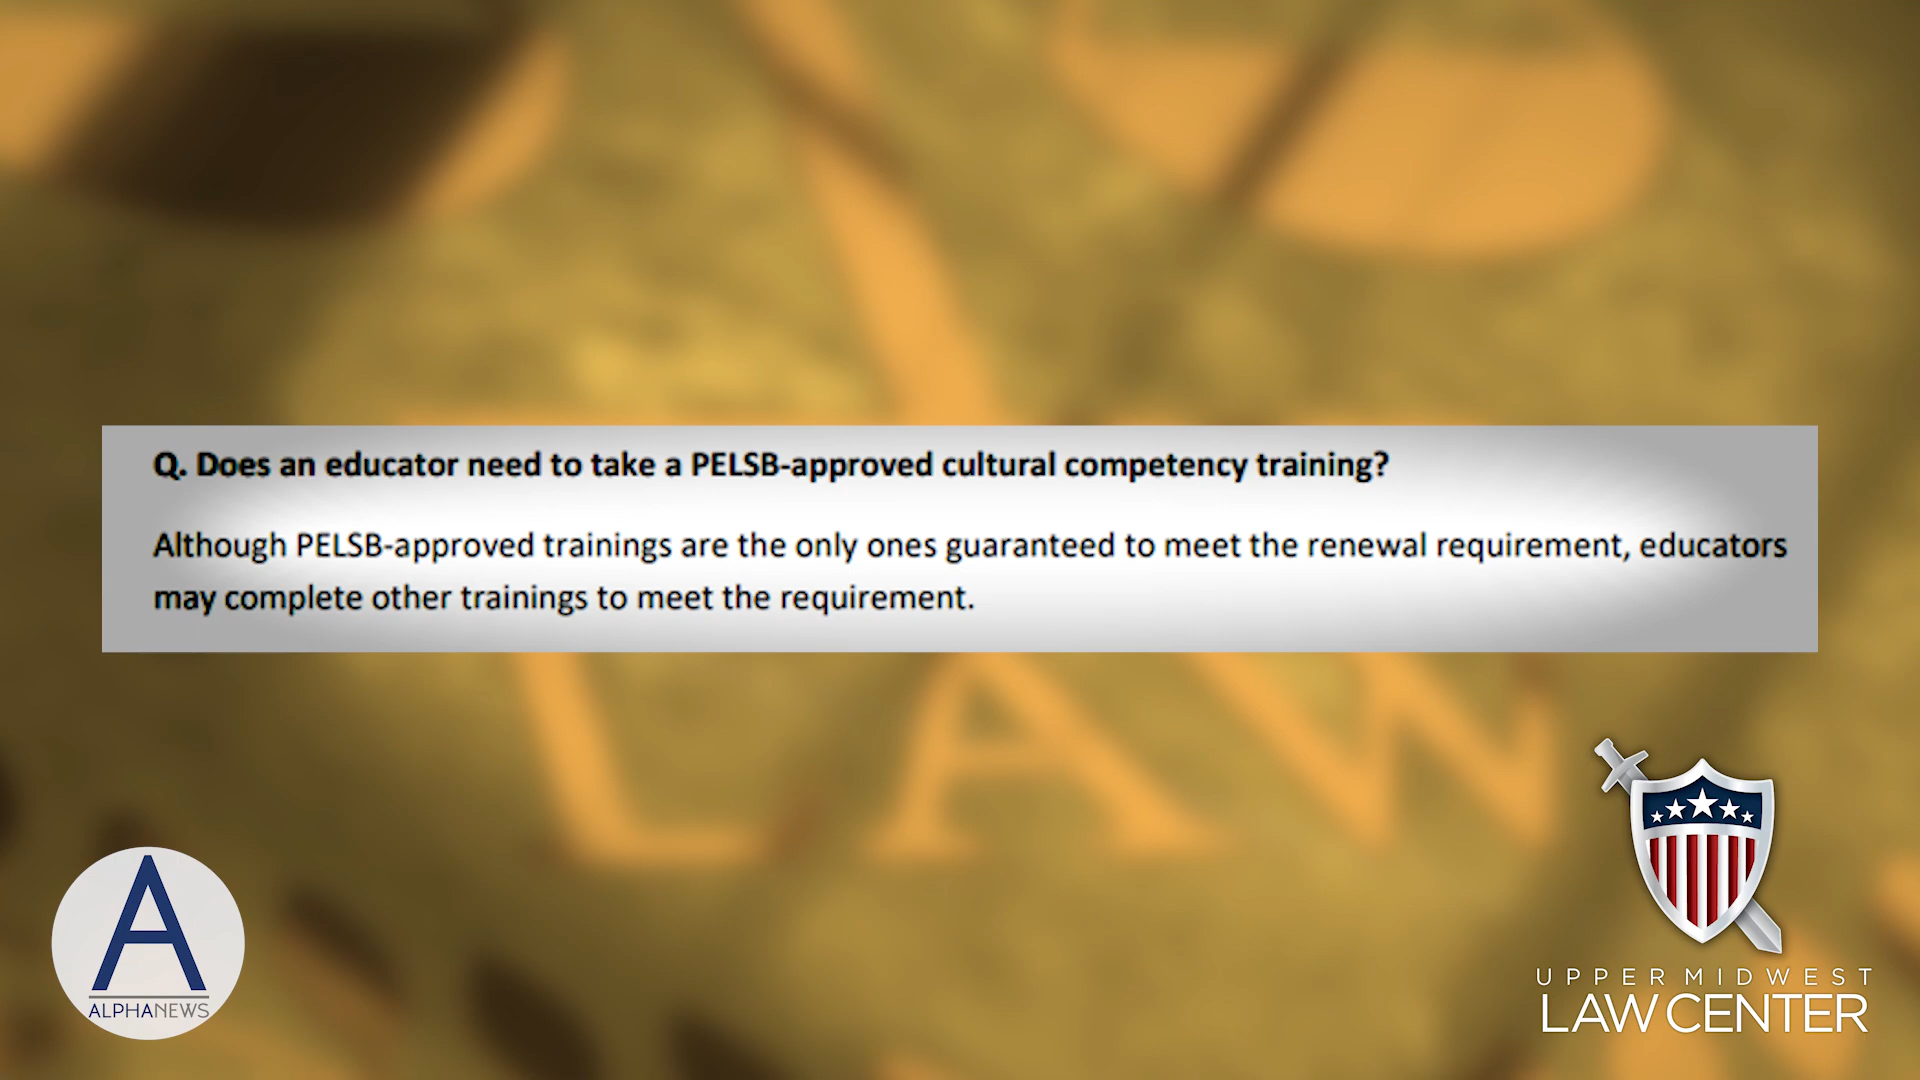 Q. Does an educator need to take a PELSB-approved cultural competency training?
Although PELSB-approved trainings are the only ones guaranteed to meet the renewal requirement, educators
may complete other trainings to meet the requirement.
LAW
A
ALPHANEWS
UPPER MIDWEST
LAW CENTER